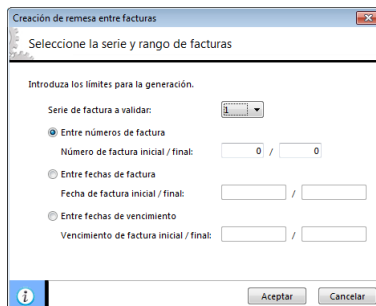 Creación de remesa entre facturas
Seleccione la serie y rango de facturas
Introduzca los límites para la generación.
Serie de factura a validar: 1
Entre números de factura
Número de factura inicial / final: 0 / 0
Entre fechas de factura
Fecha de factura inicial / final: /
Entre fechas de vencimiento
Vencimiento de factura inicial / final: /
Aceptar Cancelar